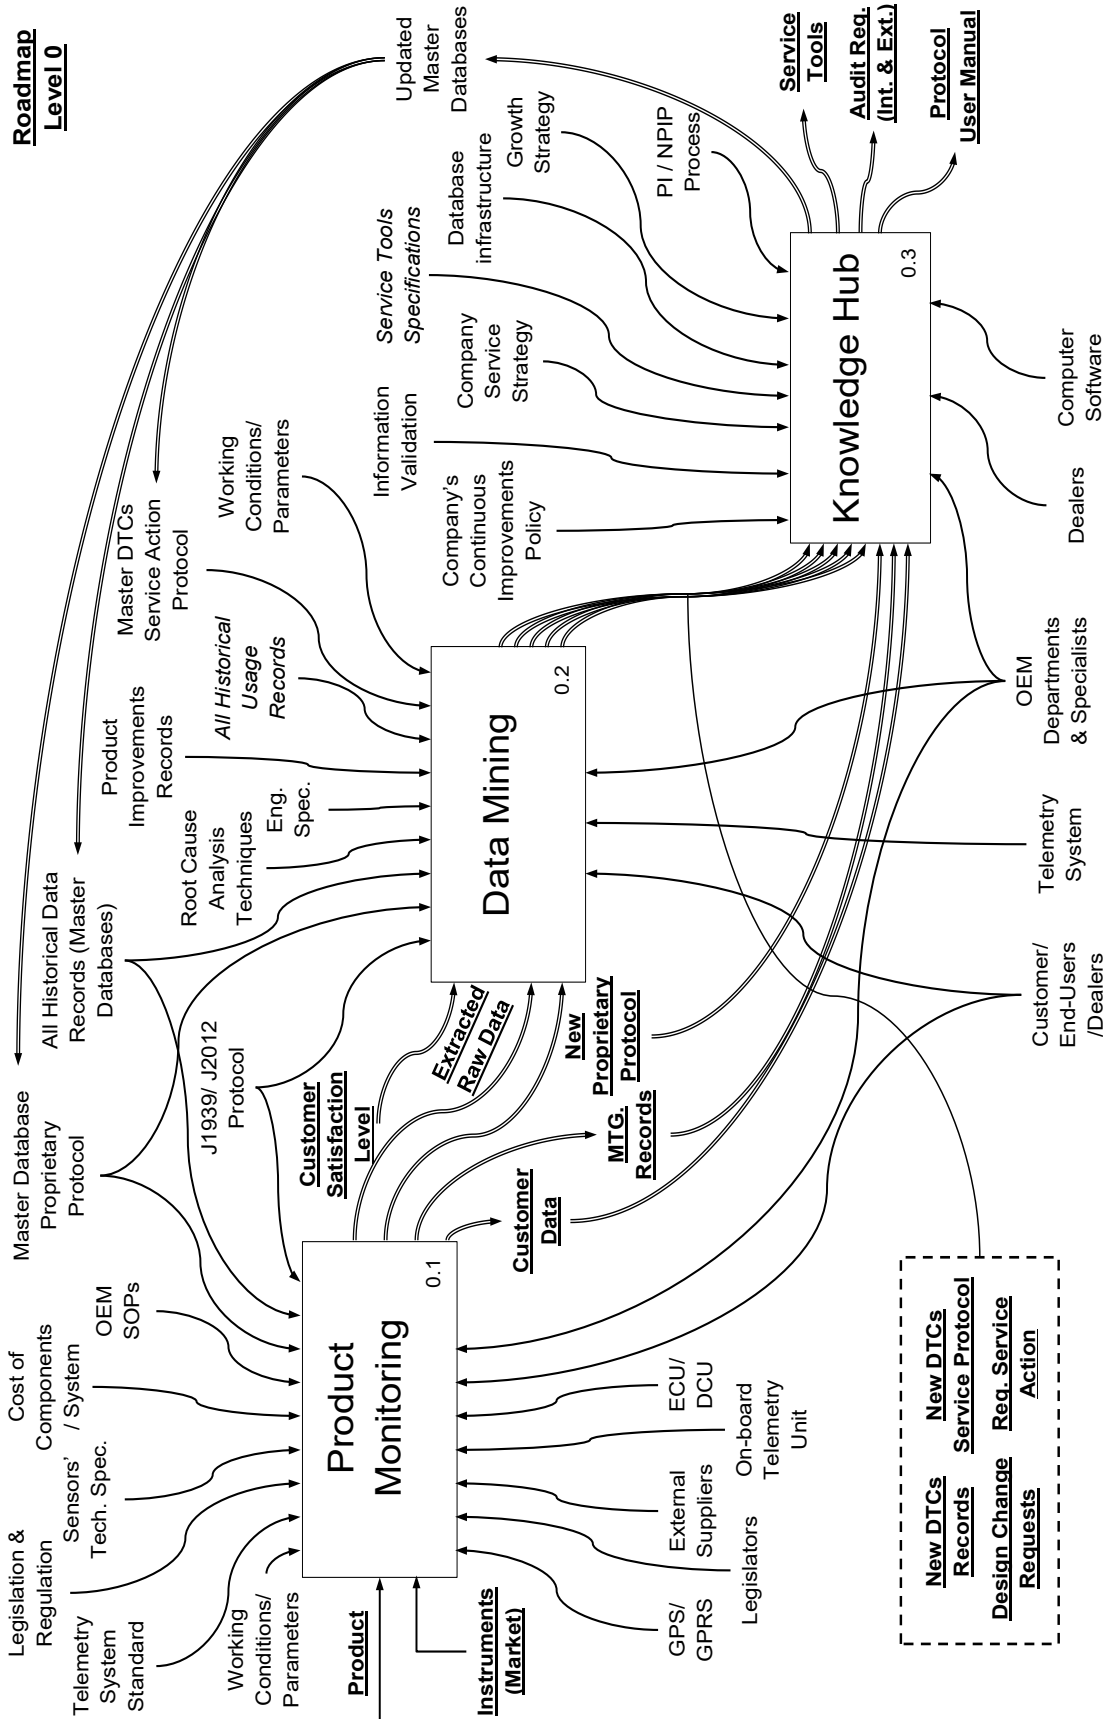 Roadmap
Level 0
Legislation &
Regulation
Telemetry
System
Standard
Working
Conditions/
Parameters
Sensors'
Tech. Spec.
Cost of
Components
/ System
OEM
SOPs
Master Database
Proprietary
Protocol
J1939/ J2012
Protocol
All Historical Data
Records (Master
Databases)
Product
Improvements
Records
Root Cause
Analysis
Techniques
Eng.
Spec.
All Historical
Usage
Records
Master DTCs
Service Action
Protocol
Working
Conditions/
Parameters
Updated
Master
Databases
Company's
Continuous
Improvements
Policy
Information
Validation
Company
Service
Strategy
Service Tools
Specifications
Database
infrastructure
Growth
Strategy
PI / NPIP
Process
Product
Instruments
(Market)
Product
Monitoring
0.1
Customer
Satisfaction
Level
Extracted
Raw Data
New
Proprietary
Protocol
MTG.
Records
Customer
Data
Data Mining
0.2
Knowledge Hub
0.3
Service
Tools
Audit Req.
(Int. & Ext.)
Protocol
User Manual
GPS/
GPRS
Legislators
External
Suppliers
On-board
Telemetry
Unit
ECU/
DCU
Customer/
End-Users
/Dealers
Telemetry
System
OEM
Departments
& Specialists
Dealers
Computer
Software
New DTCs
Records
New DTCs
Service Protocol
Design Change
Requests
Req. Service
Action